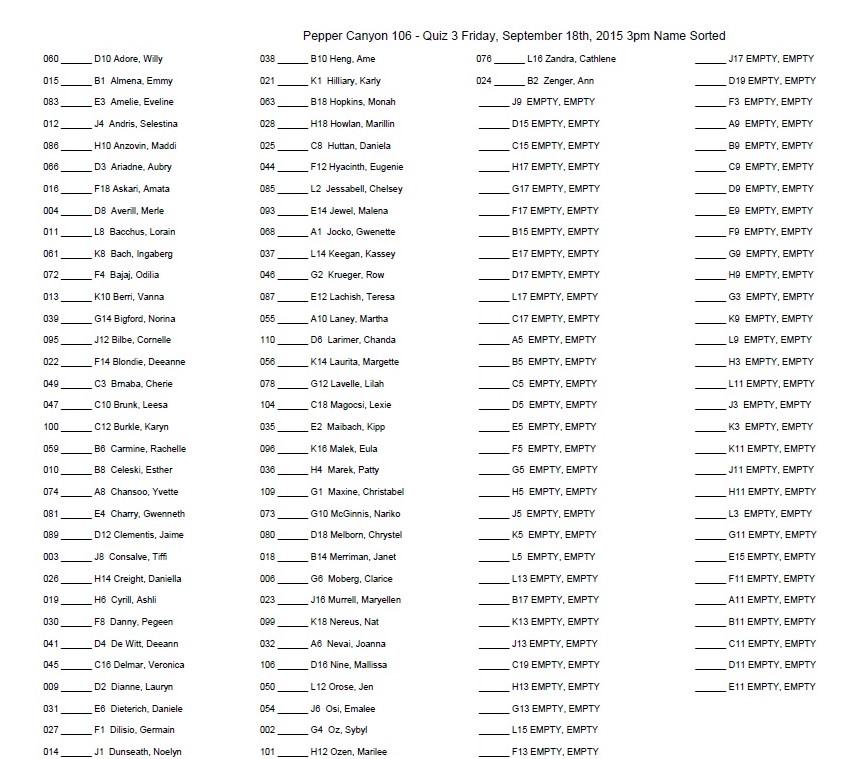 Pepper Canyon 106 - Quiz 3 Friday, September 18th, 2015 3pm Name Sorted
060 ______ D10 Adore, Willy
015 ______ B1 Almena, Emmy
083 ______ E3 Amelie, Eveline
012 ______ J4 Andris, Selestina
086 ______ H10 Anzovin, Maddi
066 ______ D3 Ariadne, Aubry
016 ______ F18 Askari, Amata
004 ______ D8 Averill, Merle
011 ______ L8 Bacchus, Lorain
061 ______ K8 Bach, Ingaberg
072 ______ F4 Bajaj, Odilia
013 ______ K10 Berri, Vanna
039 ______ G14 Bigford, Norina
095 ______ J12 Bilbe, Cornelle
022 ______ F14 Blondie, Deeanne
049 ______ C3 Brnaba, Cherie
047 ______ C10 Brunk, Leesa
100 ______ C12 Burkle, Karyn
059 ______ B6 Carmine, Rachelle
010 ______ B8 Celeski, Esther
074 ______ A8 Chansoo, Yvette
081 ______ E4 Charry, Gwenneth
089 ______ D12 Clementis, Jaime
003 ______ J8 Consalve, Tiffi
026 ______ H14 Creight, Daniella
019 ______ H6 Cyrill, Ashli
030 ______ F8 Danny, Pegeen
041 ______ D4 De Witt, Deeann
045 ______ C16 Delmar, Veronica
009 ______ D2 Dianne, Lauryn
031 ______ E6 Dieterich, Daniele
027 ______ F1 Dilisio, Germain
014 ______ J1 Dunseath, Noelyn
038 ______ B10 Heng, Ame
021 ______ K1 Hilliary, Karly
063 ______ B18 Hopkins, Monah
028 ______ H18 Howlan, Marillin
025 ______ C8 Huttan, Daniela
044 ______ F12 Hyacinth, Eugenie
085 ______ L2 Jessabell, Chelsey
093 ______ E14 Jewel, Malena
068 ______ A1 Jocko, Gwenette
037 ______ L14 Keegan, Kassey
046 ______ G2 Krueger, Row
087 ______ E12 Lachish, Teresa
055 ______ A10 Laney, Martha
110 ______ D6 Larimer, Chanda
056 ______ K14 Laurita, Margette
078 ______ G12 Lavelle, Lilah
104 ______ C18 Magocsi, Lexie
035 ______ E2 Maibach, Kipp
096 ______ K16 Malek, Eula
036 ______ H4 Marek, Patty
109 ______ G1 Maxine, Christabel
073 ______ G10 McGinnis, Nariko
080 ______ D18 Melborn, Chrystel
018 ______ B14 Merriman, Janet
006 ______ G6 Moberg, Clarice
023 ______ J16 Murrell, Maryellen
099 ______ K18 Nereus, Nat
032 ______ A6 Nevai, Joanna
106 ______ D16 Nine, Mallissa
050 ______ L12 Orose, Jen
054 ______ J6 Osi, Emalee
002 ______ G4 Oz, Sybyl
101 ______ H12 Ozen, Marilee
076 ______ L16 Zandra, Cathlene
024 ______ B2 Zenger, Ann
______ J9 EMPTY, EMPTY
______ D15 EMPTY, EMPTY
______ C15 EMPTY, EMPTY
______ H17 EMPTY, EMPTY
______ G17 EMPTY, EMPTY
______ F17 EMPTY, EMPTY
______ B15 EMPTY, EMPTY
______ E17 EMPTY, EMPTY
______ D17 EMPTY, EMPTY
______ L17 EMPTY, EMPTY
______ C17 EMPTY, EMPTY
______ A5 EMPTY, EMPTY
______ B5 EMPTY, EMPTY
______ C5 EMPTY, EMPTY
______ D5 EMPTY, EMPTY
______ E5 EMPTY, EMPTY
______ F5 EMPTY, EMPTY
______ G5 EMPTY, EMPTY
______ H5 EMPTY, EMPTY
______ J5 EMPTY, EMPTY
______ K5 EMPTY, EMPTY
______ L5 EMPTY, EMPTY
______ L13 EMPTY, EMPTY
______ B17 EMPTY, EMPTY
______ K13 EMPTY, EMPTY
______ J13 EMPTY, EMPTY
______ C19 EMPTY, EMPTY
______ H13 EMPTY, EMPTY
______ G13 EMPTY, EMPTY
______ L15 EMPTY, EMPTY
______ F13 EMPTY, EMPTY
______ J17 EMPTY, EMPTY
______ D19 EMPTY, EMPTY
______ F3 EMPTY, EMPTY
______ A9 EMPTY, EMPTY
______ B9 EMPTY, EMPTY
______ C9 EMPTY, EMPTY
______ D9 EMPTY, EMPTY
______ E9 EMPTY, EMPTY
______ F9 EMPTY, EMPTY
______ G9 EMPTY, EMPTY
______ H9 EMPTY, EMPTY
______ G3 EMPTY, EMPTY
______ K9 EMPTY, EMPTY
______ L9 EMPTY, EMPTY
______ H3 EMPTY, EMPTY
______ L11 EMPTY, EMPTY
______ J3 EMPTY, EMPTY
______ K3 EMPTY, EMPTY
______ K11 EMPTY, EMPTY
______ J11 EMPTY, EMPTY
______ H11 EMPTY, EMPTY
______ L3 EMPTY, EMPTY
______ G11 EMPTY, EMPTY
______ E15 EMPTY, EMPTY
______ F11 EMPTY, EMPTY
______ A11 EMPTY, EMPTY
______ B11 EMPTY, EMPTY
______ C11 EMPTY, EMPTY
______ D11 EMPTY, EMPTY
______ E11 EMPTY, EMPTY